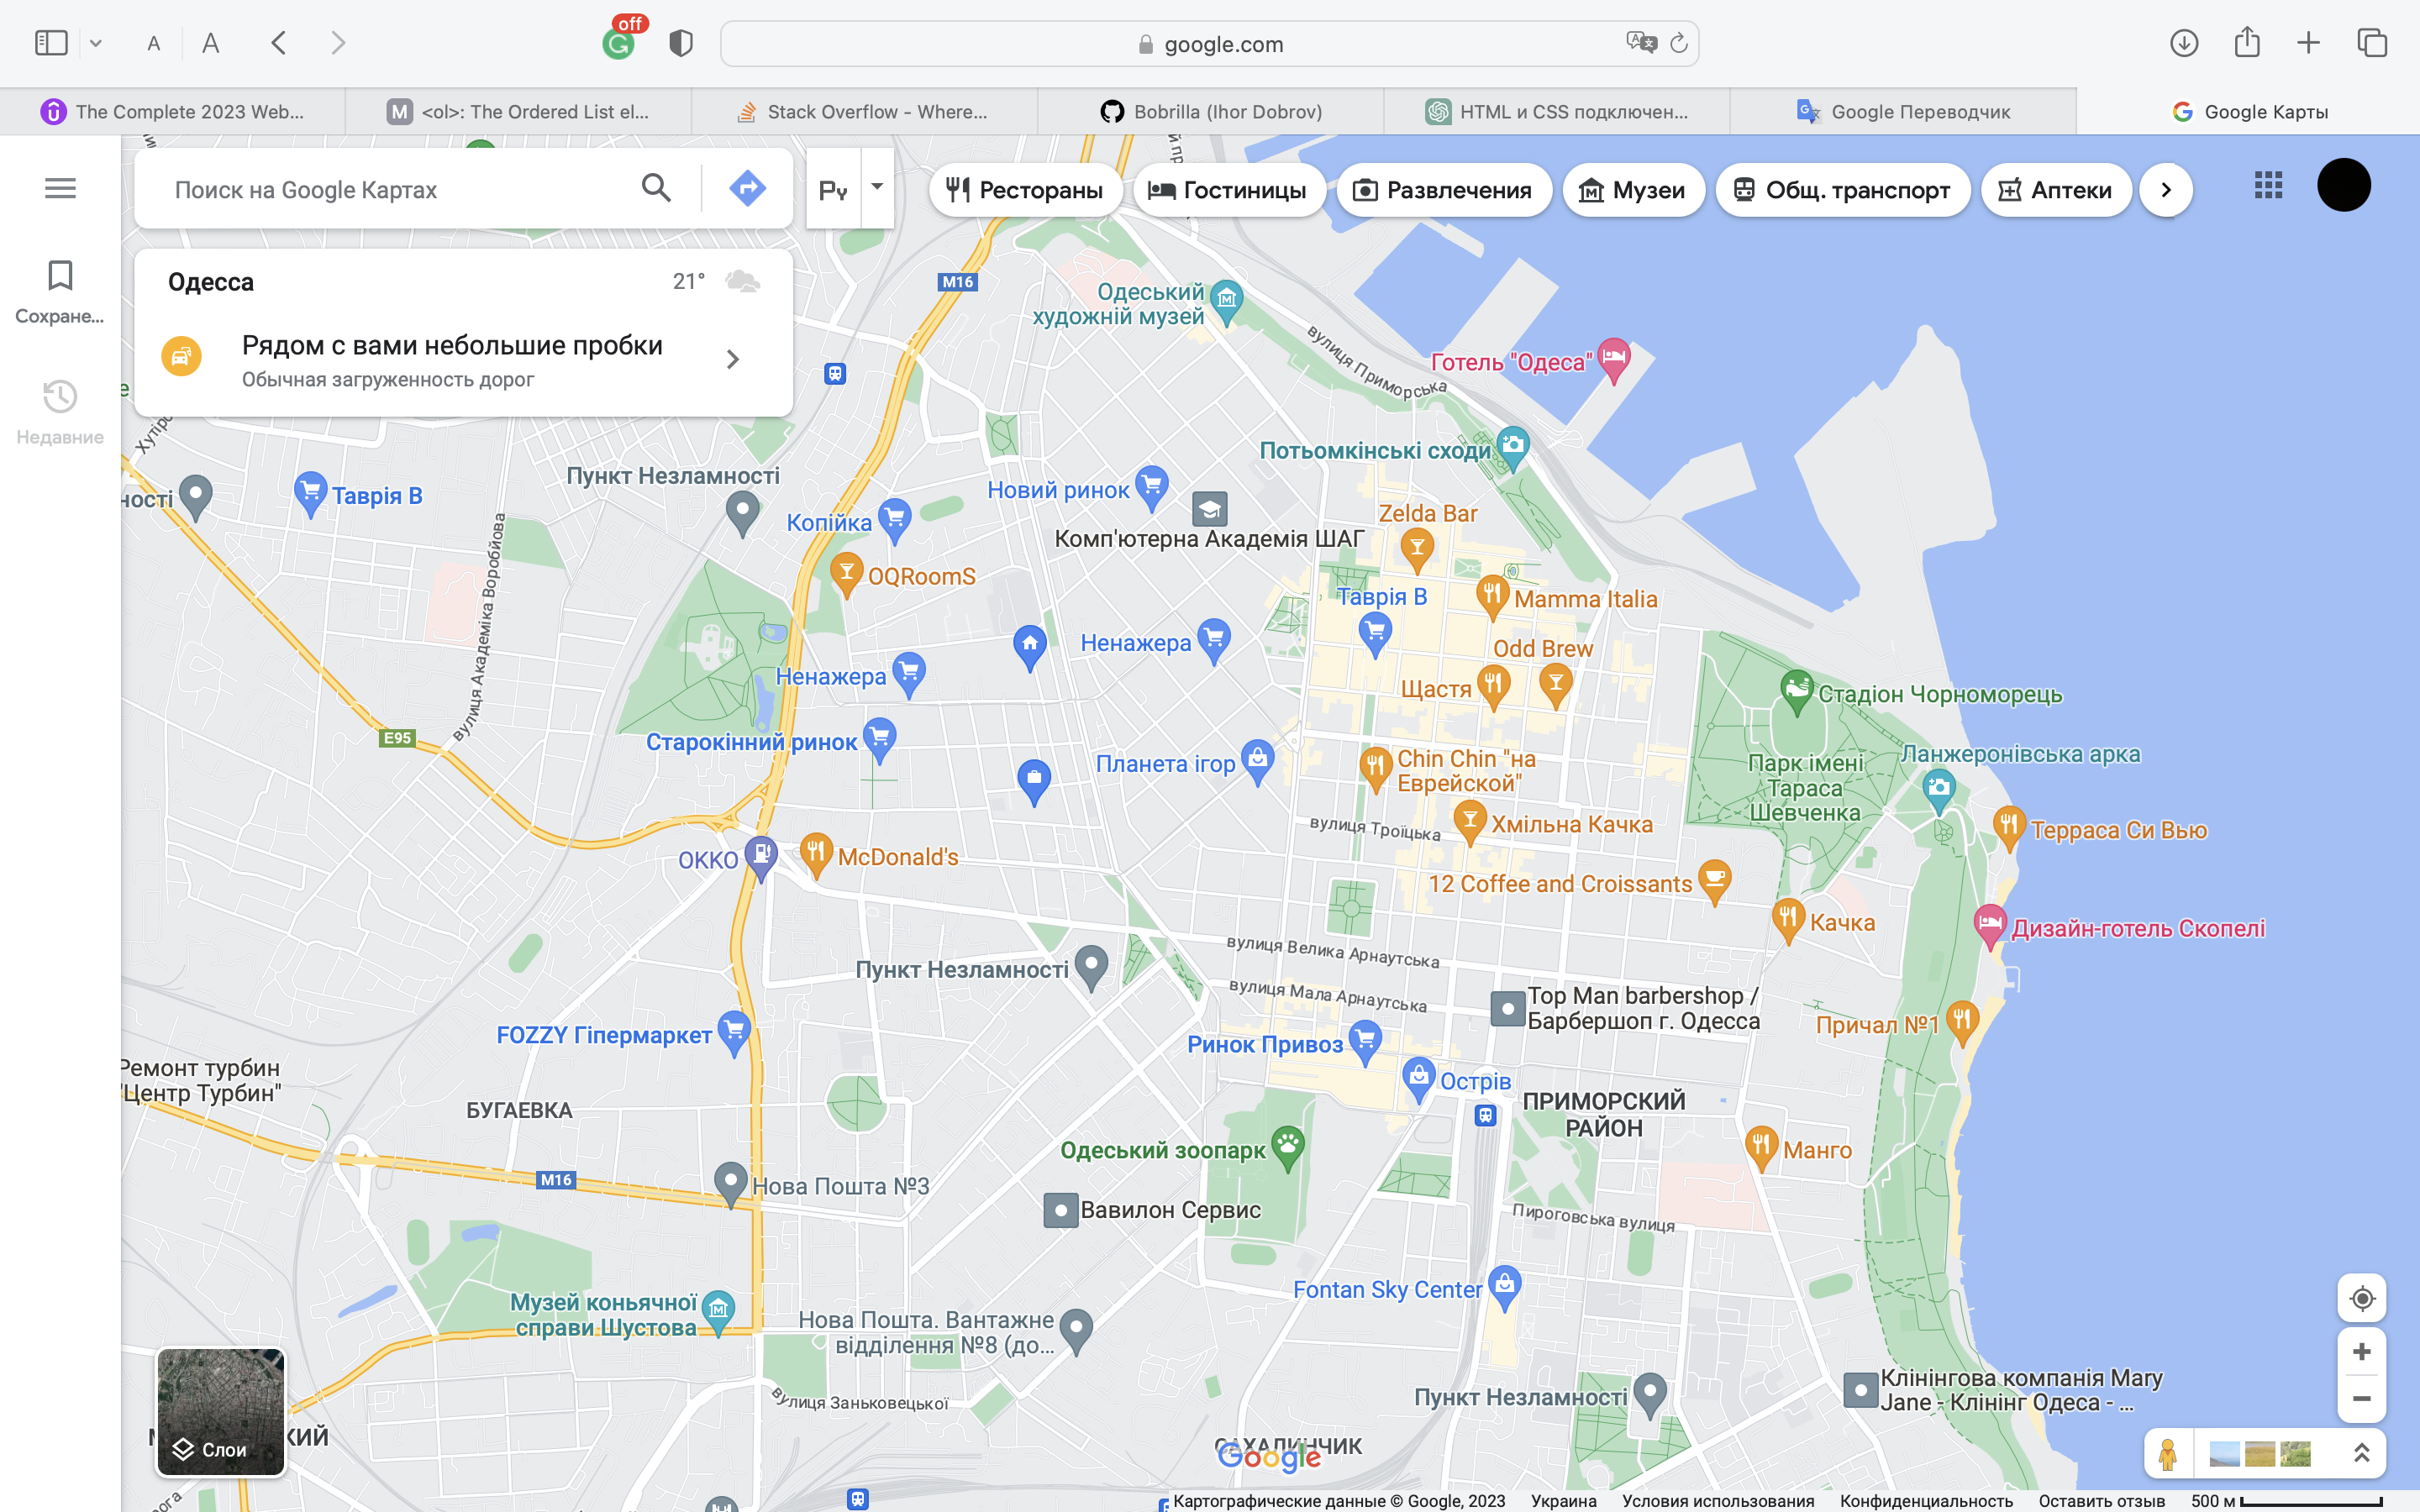 off
google.com
The Complete 2023 Web...
M <ol>: The Ordered List el...
Stack Overflow - Where...
Bobrilla (Ihor Dobrov)
HTML и CSS подключен...
Google Переводчик
Google Карты
Поиск на Google Картах
Ру
Рестораны
Гостиницы
Развлечения
Музеи
Общ. транспорт
Аптеки
Сохране...
Недавние
Одесса
21°
Рядом с вами небольшие пробки
Обычная загруженность дорог
M16
Одеський
художній музей
вулиця Приморська
Готель "Одеса"
Потьомкінські сходи
Пункт Незламності
Таврія В
Новий ринок
Копійка
Комп'ютерна Академія ШАГ
Zelda Bar
OQRoomS
вулиця Академіка Воробйова
Таврія В
Mamma Italia
Ненажера
Odd Brew
Ненажера
Щастя
Стадіон Чорноморець
E95
Старокінний ринок
Планета ігор
Chin Chin "на
Еврейской"
Парк імені
Тараса
Шевченка
Ланжеронівська арка
вулиця Троїцька
Хмільна Качка
Терраса Си Вью
OKKO
McDonald's
12 Coffee and Croissants
Качка
Дизайн-готель Скопелі
вулиця Велика Арнаутська
Пункт Незламності
вулиця Мала Арнаутська
Top Man barbershop /
Барбершоп г. Одесса
Причал №1
FOZZY Гіпермаркет
Ринок Привоз
Острів
Ремонт турбин
"Центр Турбин"
БУГАЕВКА
ПРИМОРСКИЙ
РАЙОН
Одеський зоопарк
Манго
M16
Нова Пошта №3
Вавилон Сервис
Пироговська вулиця
Fontan Sky Center
Музей коньячної
справи Шустова
Нова Пошта. Вантажне
відділення №8 (до...
Пункт Незламності
Клінінгова компанія Mary
Jane - Клінінг Одеса - ...
вулиця Заньковецької
Слои
САХАЛИНЧИК
Google
Картографические данные © Google, 2023
Украина
Условия использования
Конфиденциальность
Оставить отзыв
500 м